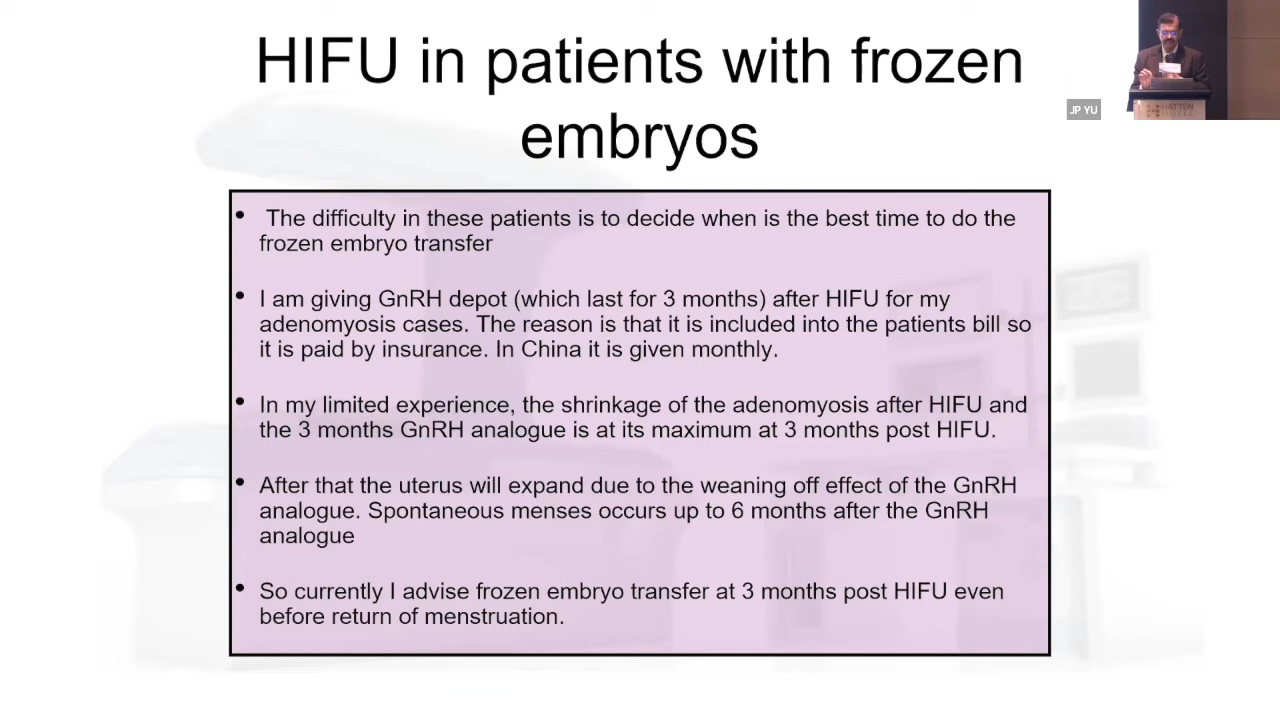 HIFU in patients with frozen
embryos
JP YU
HATTEN
HOTEL
• The difficulty in these patients is to decide when is the best time to do the
frozen embryo transfer
• I am giving GnRH depot (which last for 3 months) after HIFU for my
adenomyosis cases. The reason is that it is included into the patients bill so
it is paid by insurance. In China it is given monthly.
• In my limited experience, the shrinkage of the adenomyosis after HIFU and
the 3 months GnRH analogue is at its maximum at 3 months post HIFU.
• After that the uterus will expand due to the weaning off effect of the GnRH
analogue. Spontaneous menses occurs up to 6 months after the GnRH
analogue
• So currently I advise frozen embryo transfer at 3 months post HIFU even
before return of menstruation.